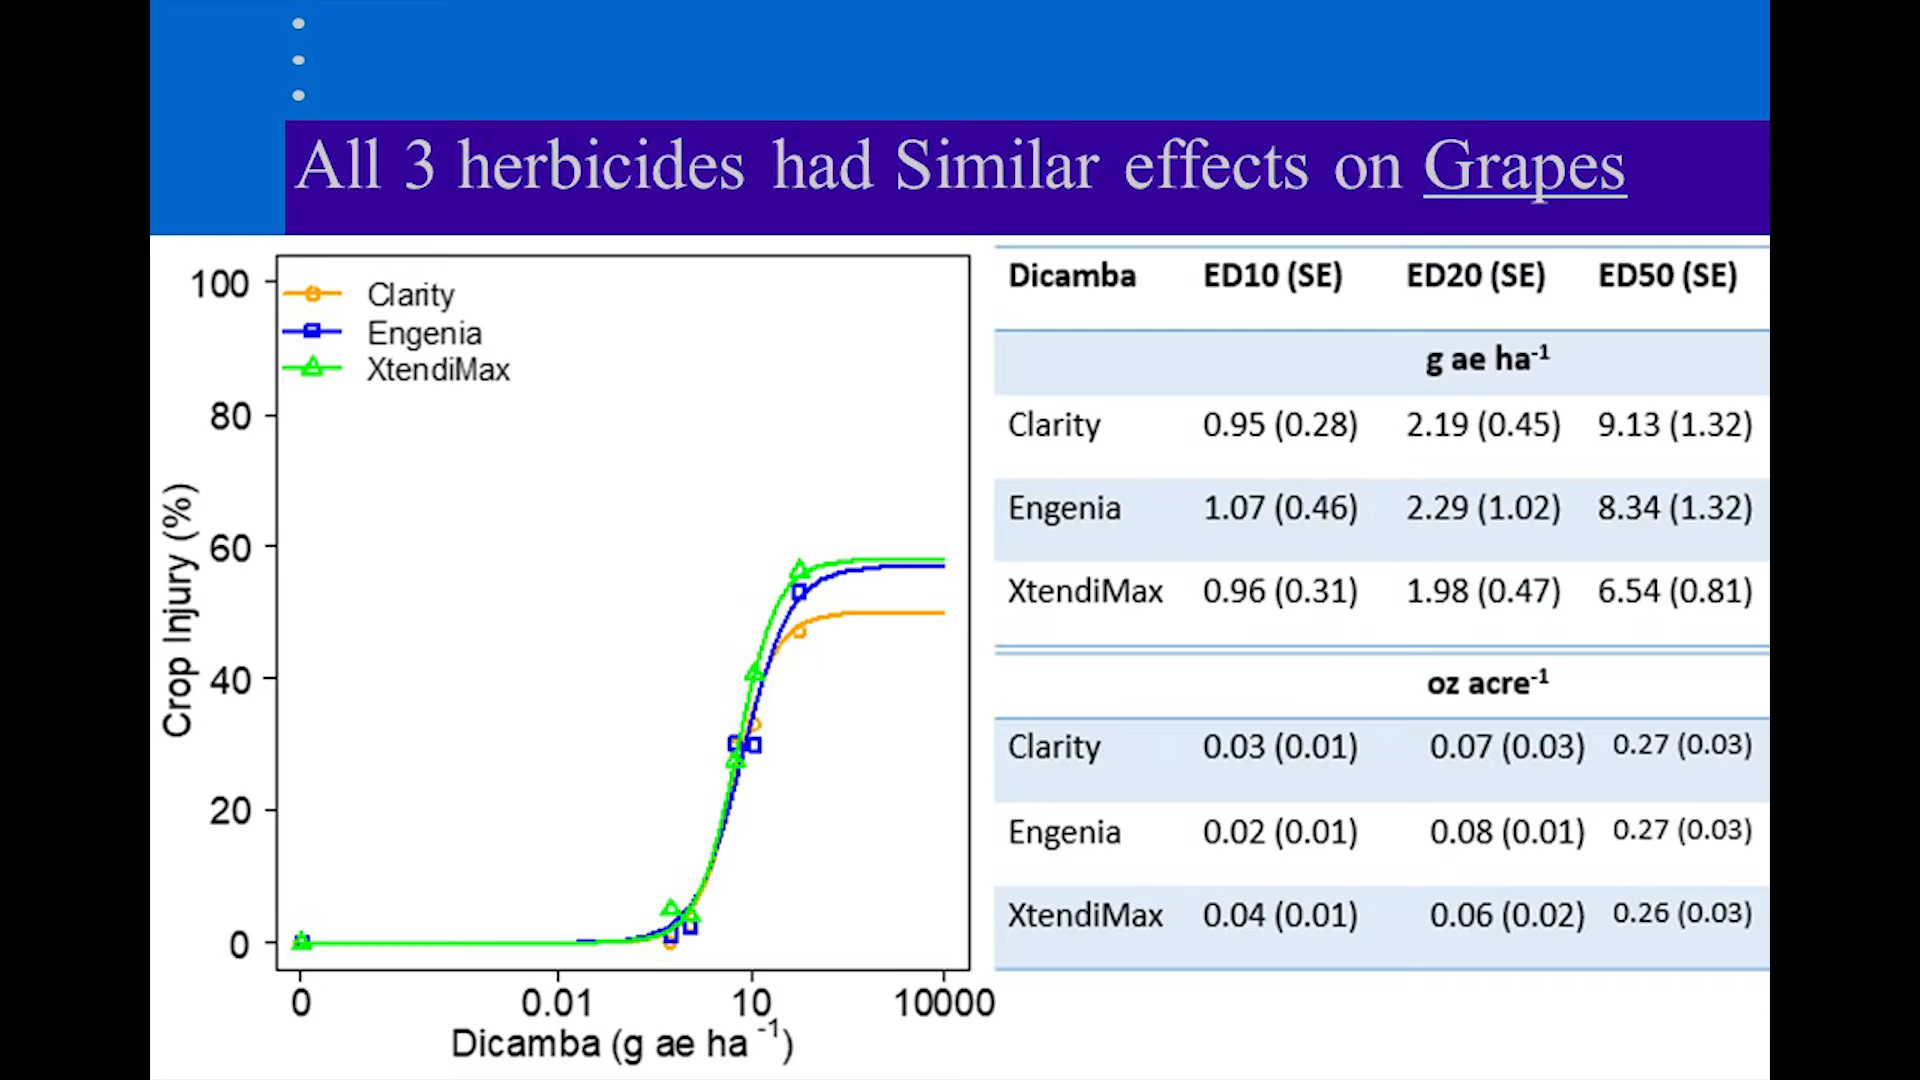 All 3 herbicides had Similar effects on Grapes
100
80
60
40
20
0
Crop Injury (%)
Clarity
Engenia
XtendiMax
0 0.01 10 10000
Dicamba (g ae ha -1)
Dicamba ED10 (SE) ED20 (SE) ED50 (SE)
g ae ha-1
Clarity 0.95 (0.28) 2.19 (0.45) 9.13 (1.32)
Engenia 1.07 (0.46) 2.29 (1.02) 8.34 (1.32)
XtendiMax 0.96 (0.31) 1.98 (0.47) 6.54 (0.81)
oz acre-1
Clarity 0.03 (0.01) 0.07 (0.03) 0.27 (0.03)
Engenia 0.02 (0.01) 0.08 (0.01) 0.27 (0.03)
XtendiMax 0.04 (0.01) 0.06 (0.02) 0.26 (0.03)